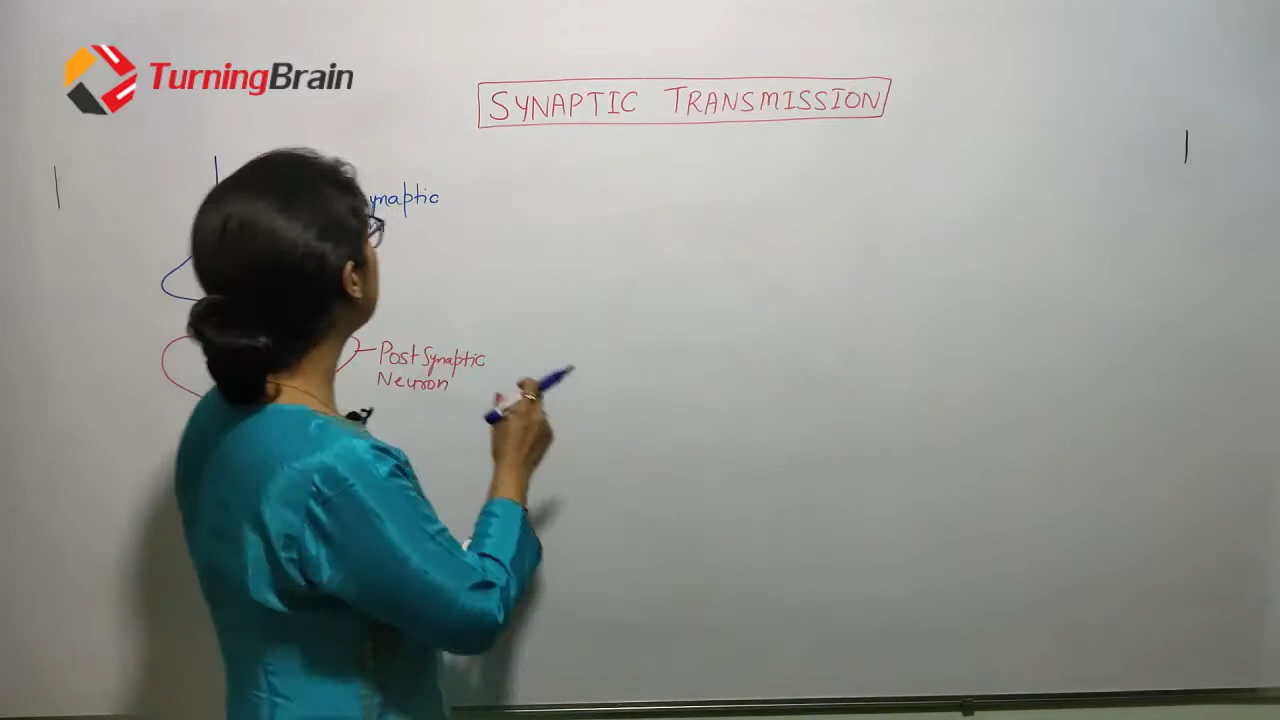 TurningBrain
SYNAPTIC TRANSMISSION
ynaptic
Post Synaptic
Neuron